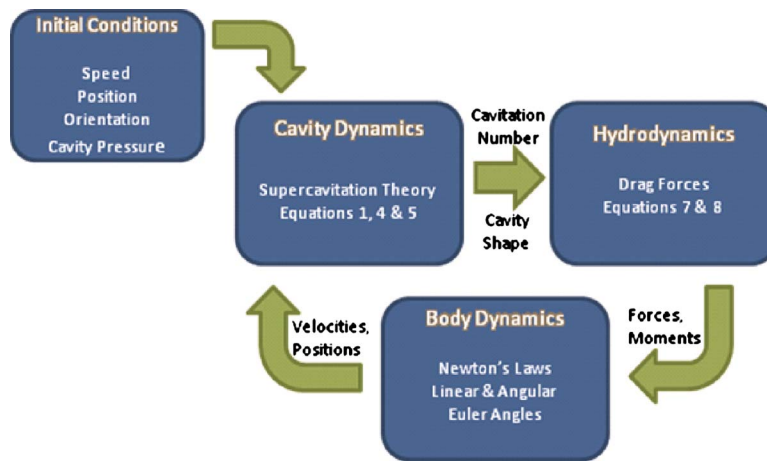 Initial Conditions
Speed
Position
Orientation
Cavity Pressure
Cavity Dynamics
Supercavitation Theory
Equations 1, 4 & 5
Cavitation
Number
Cavity
Shape
Hydrodynamics
Drag Forces
Equations 7 & 8
Forces,
Moments
Body Dynamics
Newton's Laws
Linear & Angular
Euler Angles
Velocities,
Positions